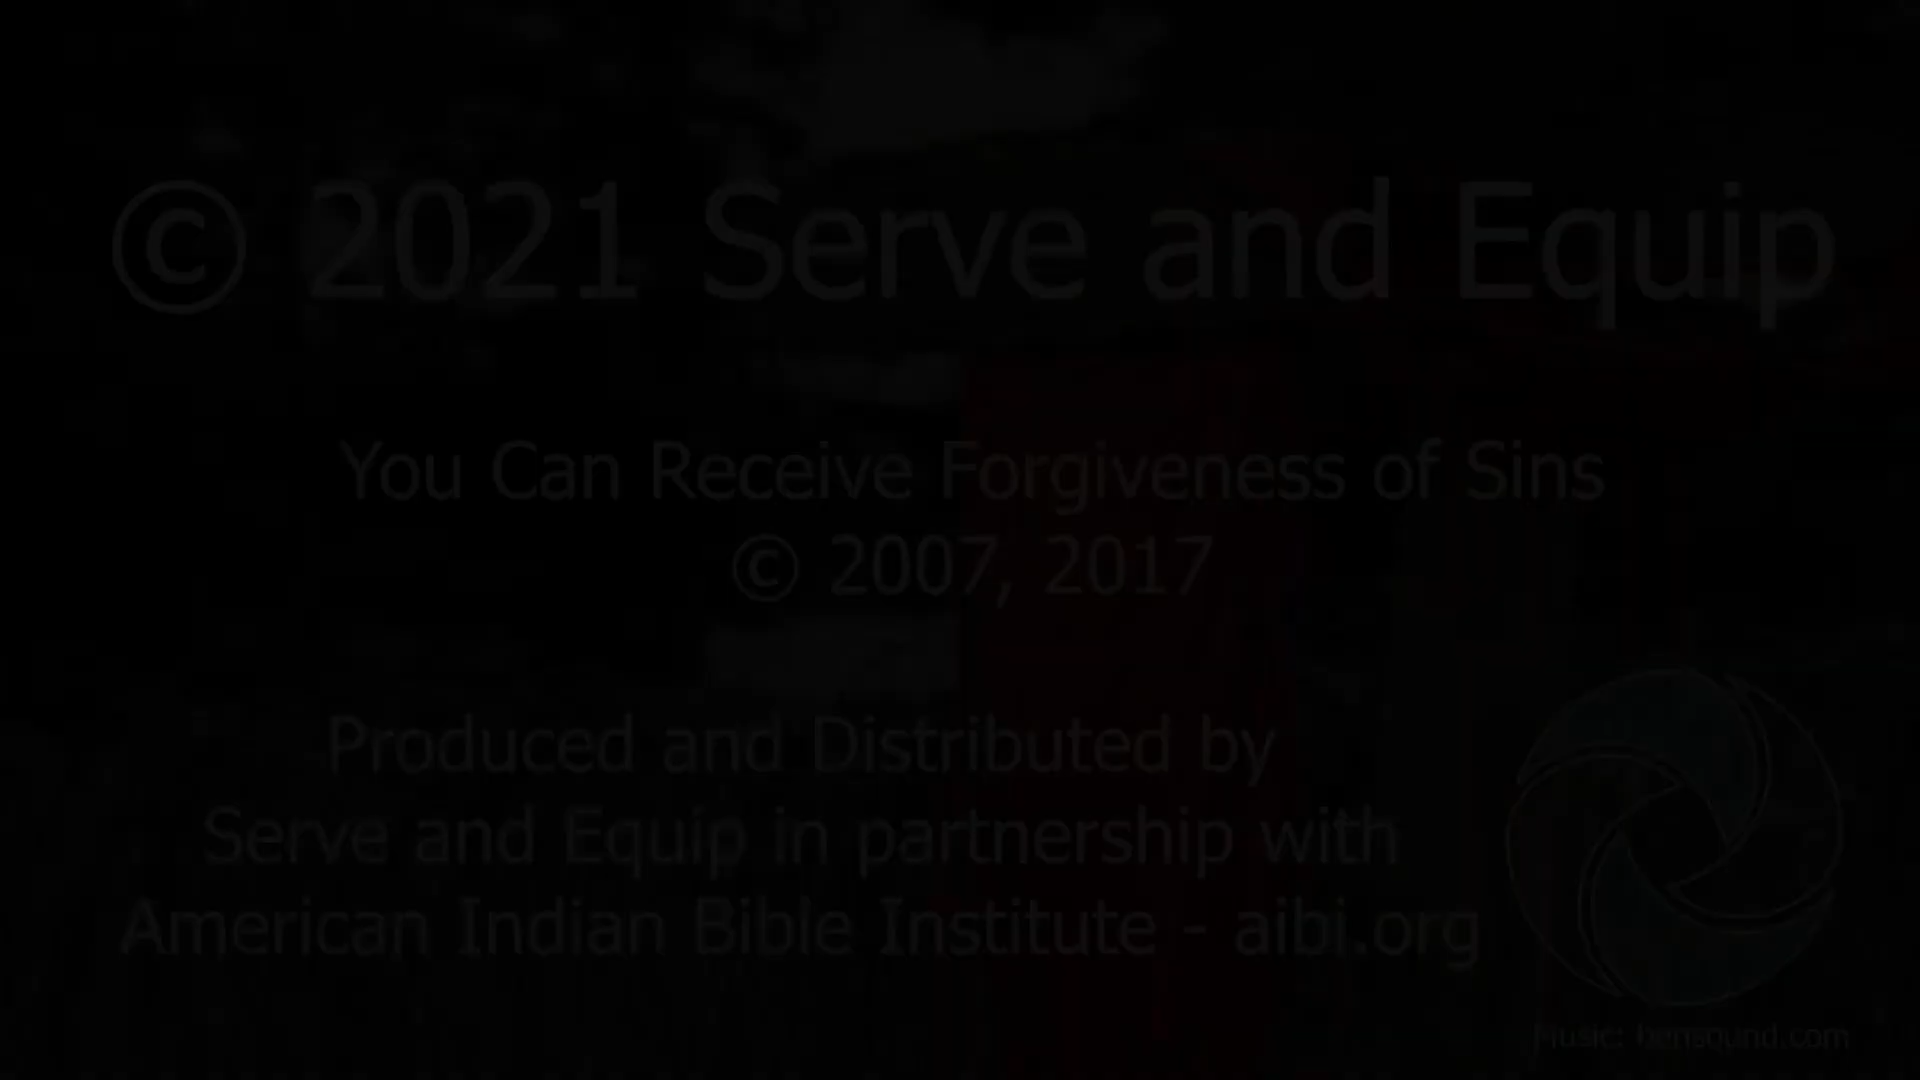 © 2021 Serve and Equip
You Can Receive Forgiveness of Sins
© 2007, 2017
Produced and Distributed by
Serve and Equip in partnership with
American Indian Bible Institute - aibi.org
Music: bensound.com